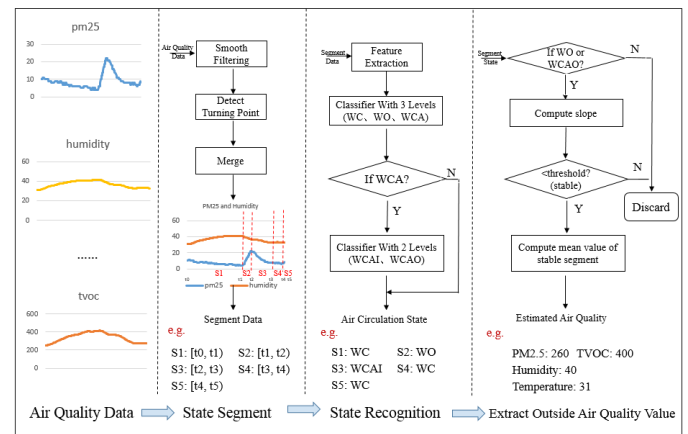 pm25
30
20
10
0
humidity
60
40
20
0
......
tvoc
600
400
200
0
Air Quality Data
Air Quality
Data
Smooth
Filtering
Detect
Turning Point
Merge
PM25 and Humidity
60
40
20
0
S1 S2 S3 S4 S5
t0 t1 t2 t3 t4 t5
pm25 humidity
Segment Data
e.g.
S1: [t0, t1) S2: [t1, t2)
S3: [t2, t3) S4: [t3, t4)
S5: [t4, t5)
State Segment
Segment
Data
Feature
Extraction
Classifier With 3 Levels
(WC、WO、WCA)
If WCA?
N
Y
Classifier With 2 Levels
(WCAI、WCAO)
Air Circulation State
e.g.
S1: WC S2: WO
S3: WCAI S4: WC
S5: WC
State Recognition
Segment
State
If WO or
WCAO?
N
Y
Compute slope
<threshold?
(stable)
N
Discard
Y
Compute mean value of
stable segment
Estimated Air Quality
e.g.
PM2.5: 260 TVOC: 400
Humidity: 40
Temperature: 31
Extract Outside Air Quality Value